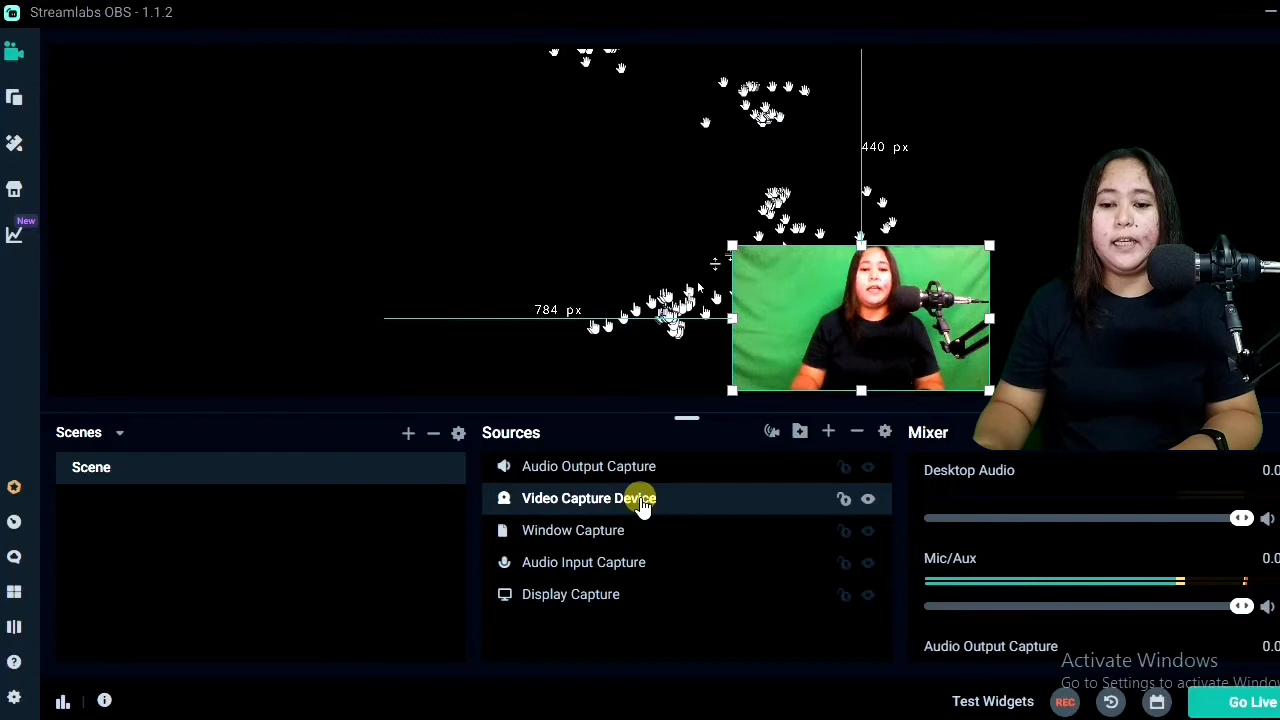 Streamlabs OBS - 1.1.2
New
440 px
784 px
Scenes
Scene
Sources
Audio Output Capture
Video Capture Device
Window Capture
Audio Input Capture
Display Capture
Mixer
Desktop Audio 0.0
Mic/Aux 0.0
Audio Output Capture 0.0
Activate Windows
Go to Settings to activate Windo
Test Widgets
REC
Go Live